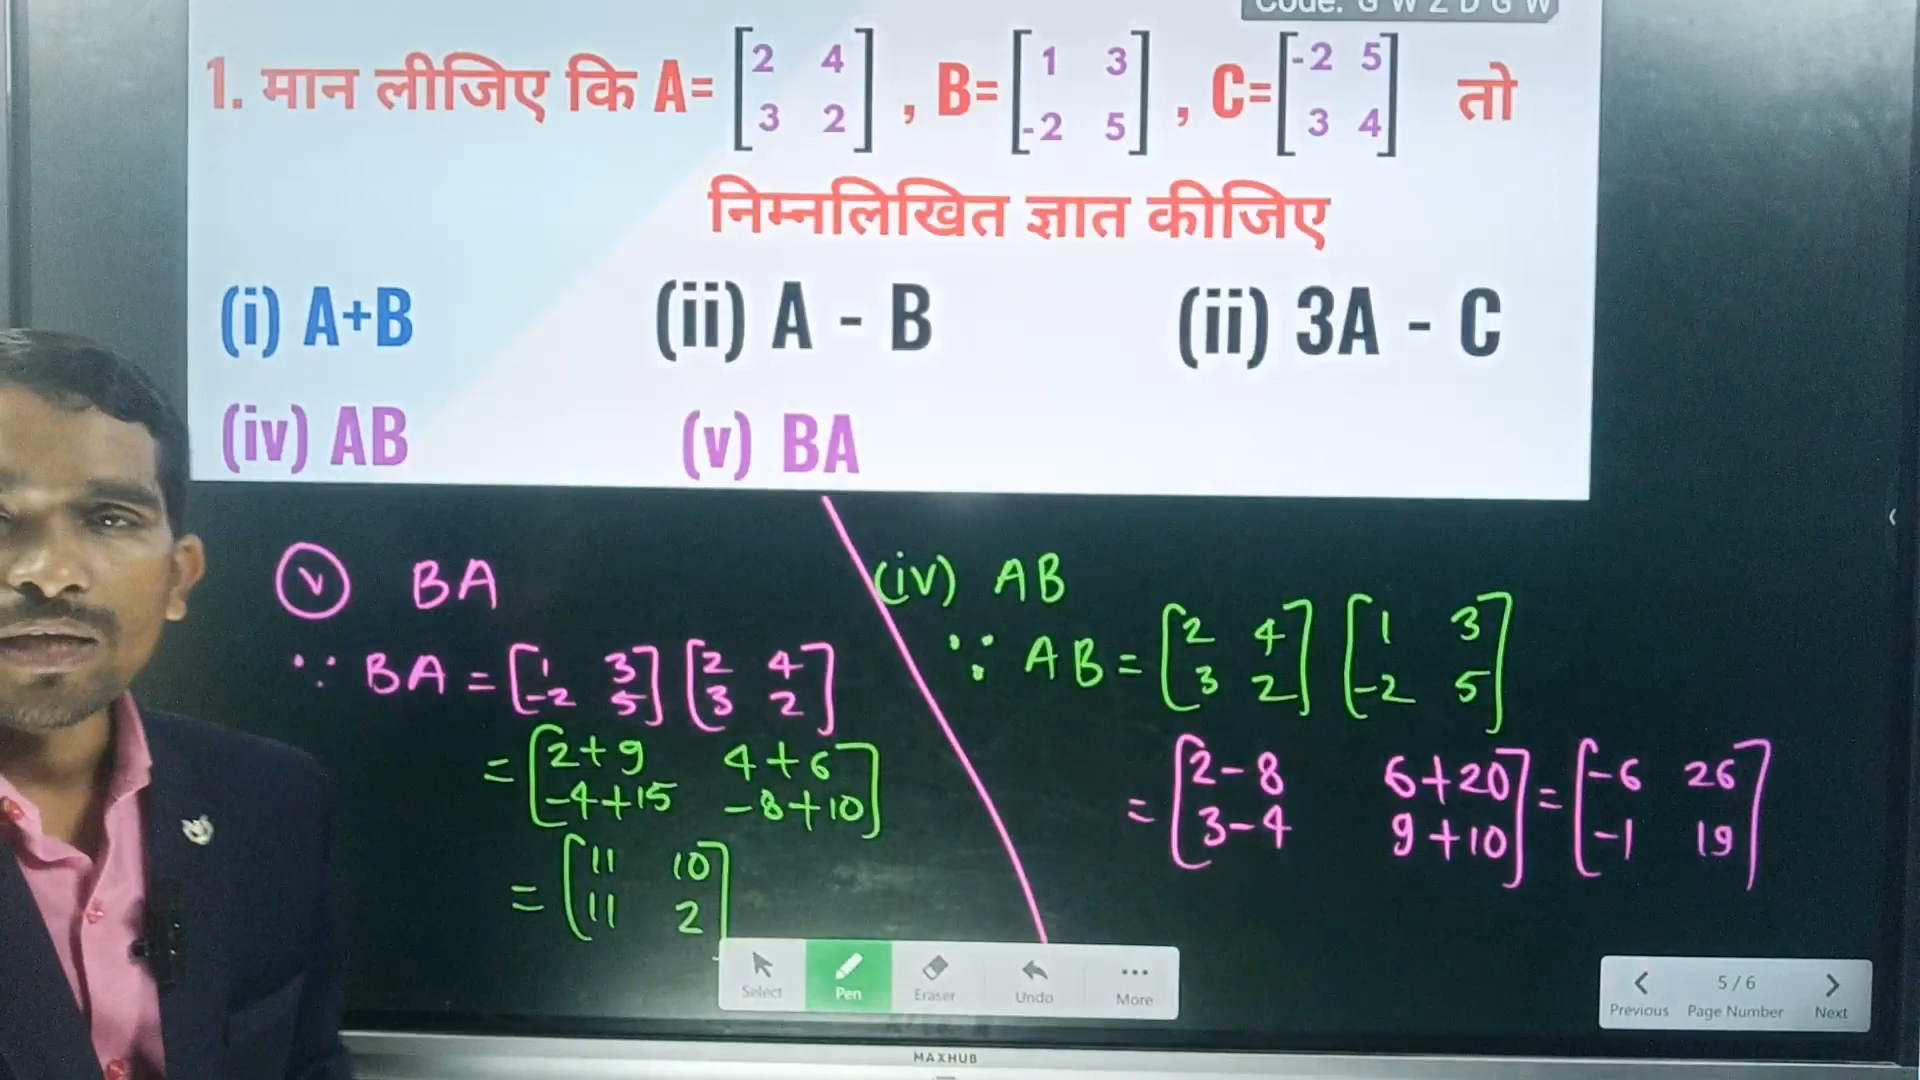 Code: G W Z D G W
1. मान लीजिए कि A= [2 4 3 2] , B= [1 3 -2 5] , C= [-2 5 3 4] तो
निम्नलिखित ज्ञात कीजिए
(i) A+B (ii) A - B (ii) 3A - C
(iv) AB (v) BA
(v) BA
∵ BA = [1 3 -2 5] [2 4 3 2]
= [2+9 4+6 -4+15 -8+10]
= [11 10 11 2]
(iv) AB
∵ AB = [2 4 3 2] [1 3 -2 5]
= [2-8 6+20 3-4 9+10] = [-6 26 -1 19]
Select Pen Eraser Undo More
5 / 6
Previous Page Number Next
MAXHUB